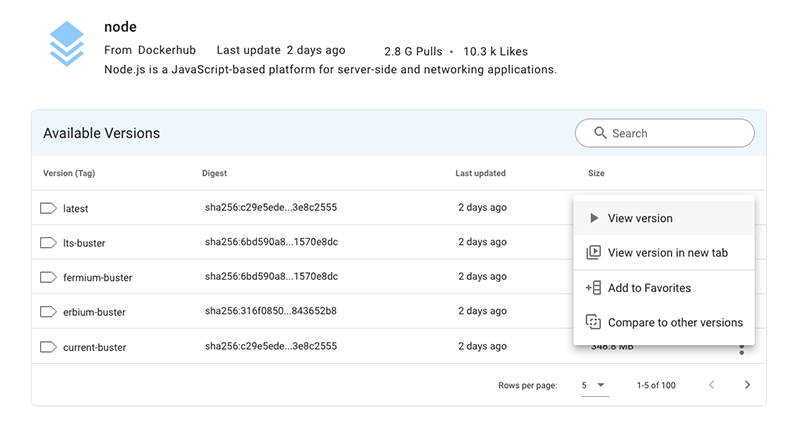 node
From Dockerhub Last update 2 days ago 2.8 G Pulls • 10.3 k Likes
Node.js is a JavaScript-based platform for server-side and networking applications.
Available Versions
Search
Version (Tag) Digest Last updated Size
latest sha256:c29e5ede...3e8c2555 2 days ago
View version
lts-buster sha256:6bd590a8...1570e8dc 2 days ago
View version in new tab
fermium-buster sha256:6bd590a8...1570e8dc 2 days ago
Add to Favorites
erbium-buster sha256:316f0850...843652b8 2 days ago
Compare to other versions
current-buster sha256:c29e5ede...3e8c2555 2 days ago 348.8 MB
Rows per page: 5 1-5 of 100